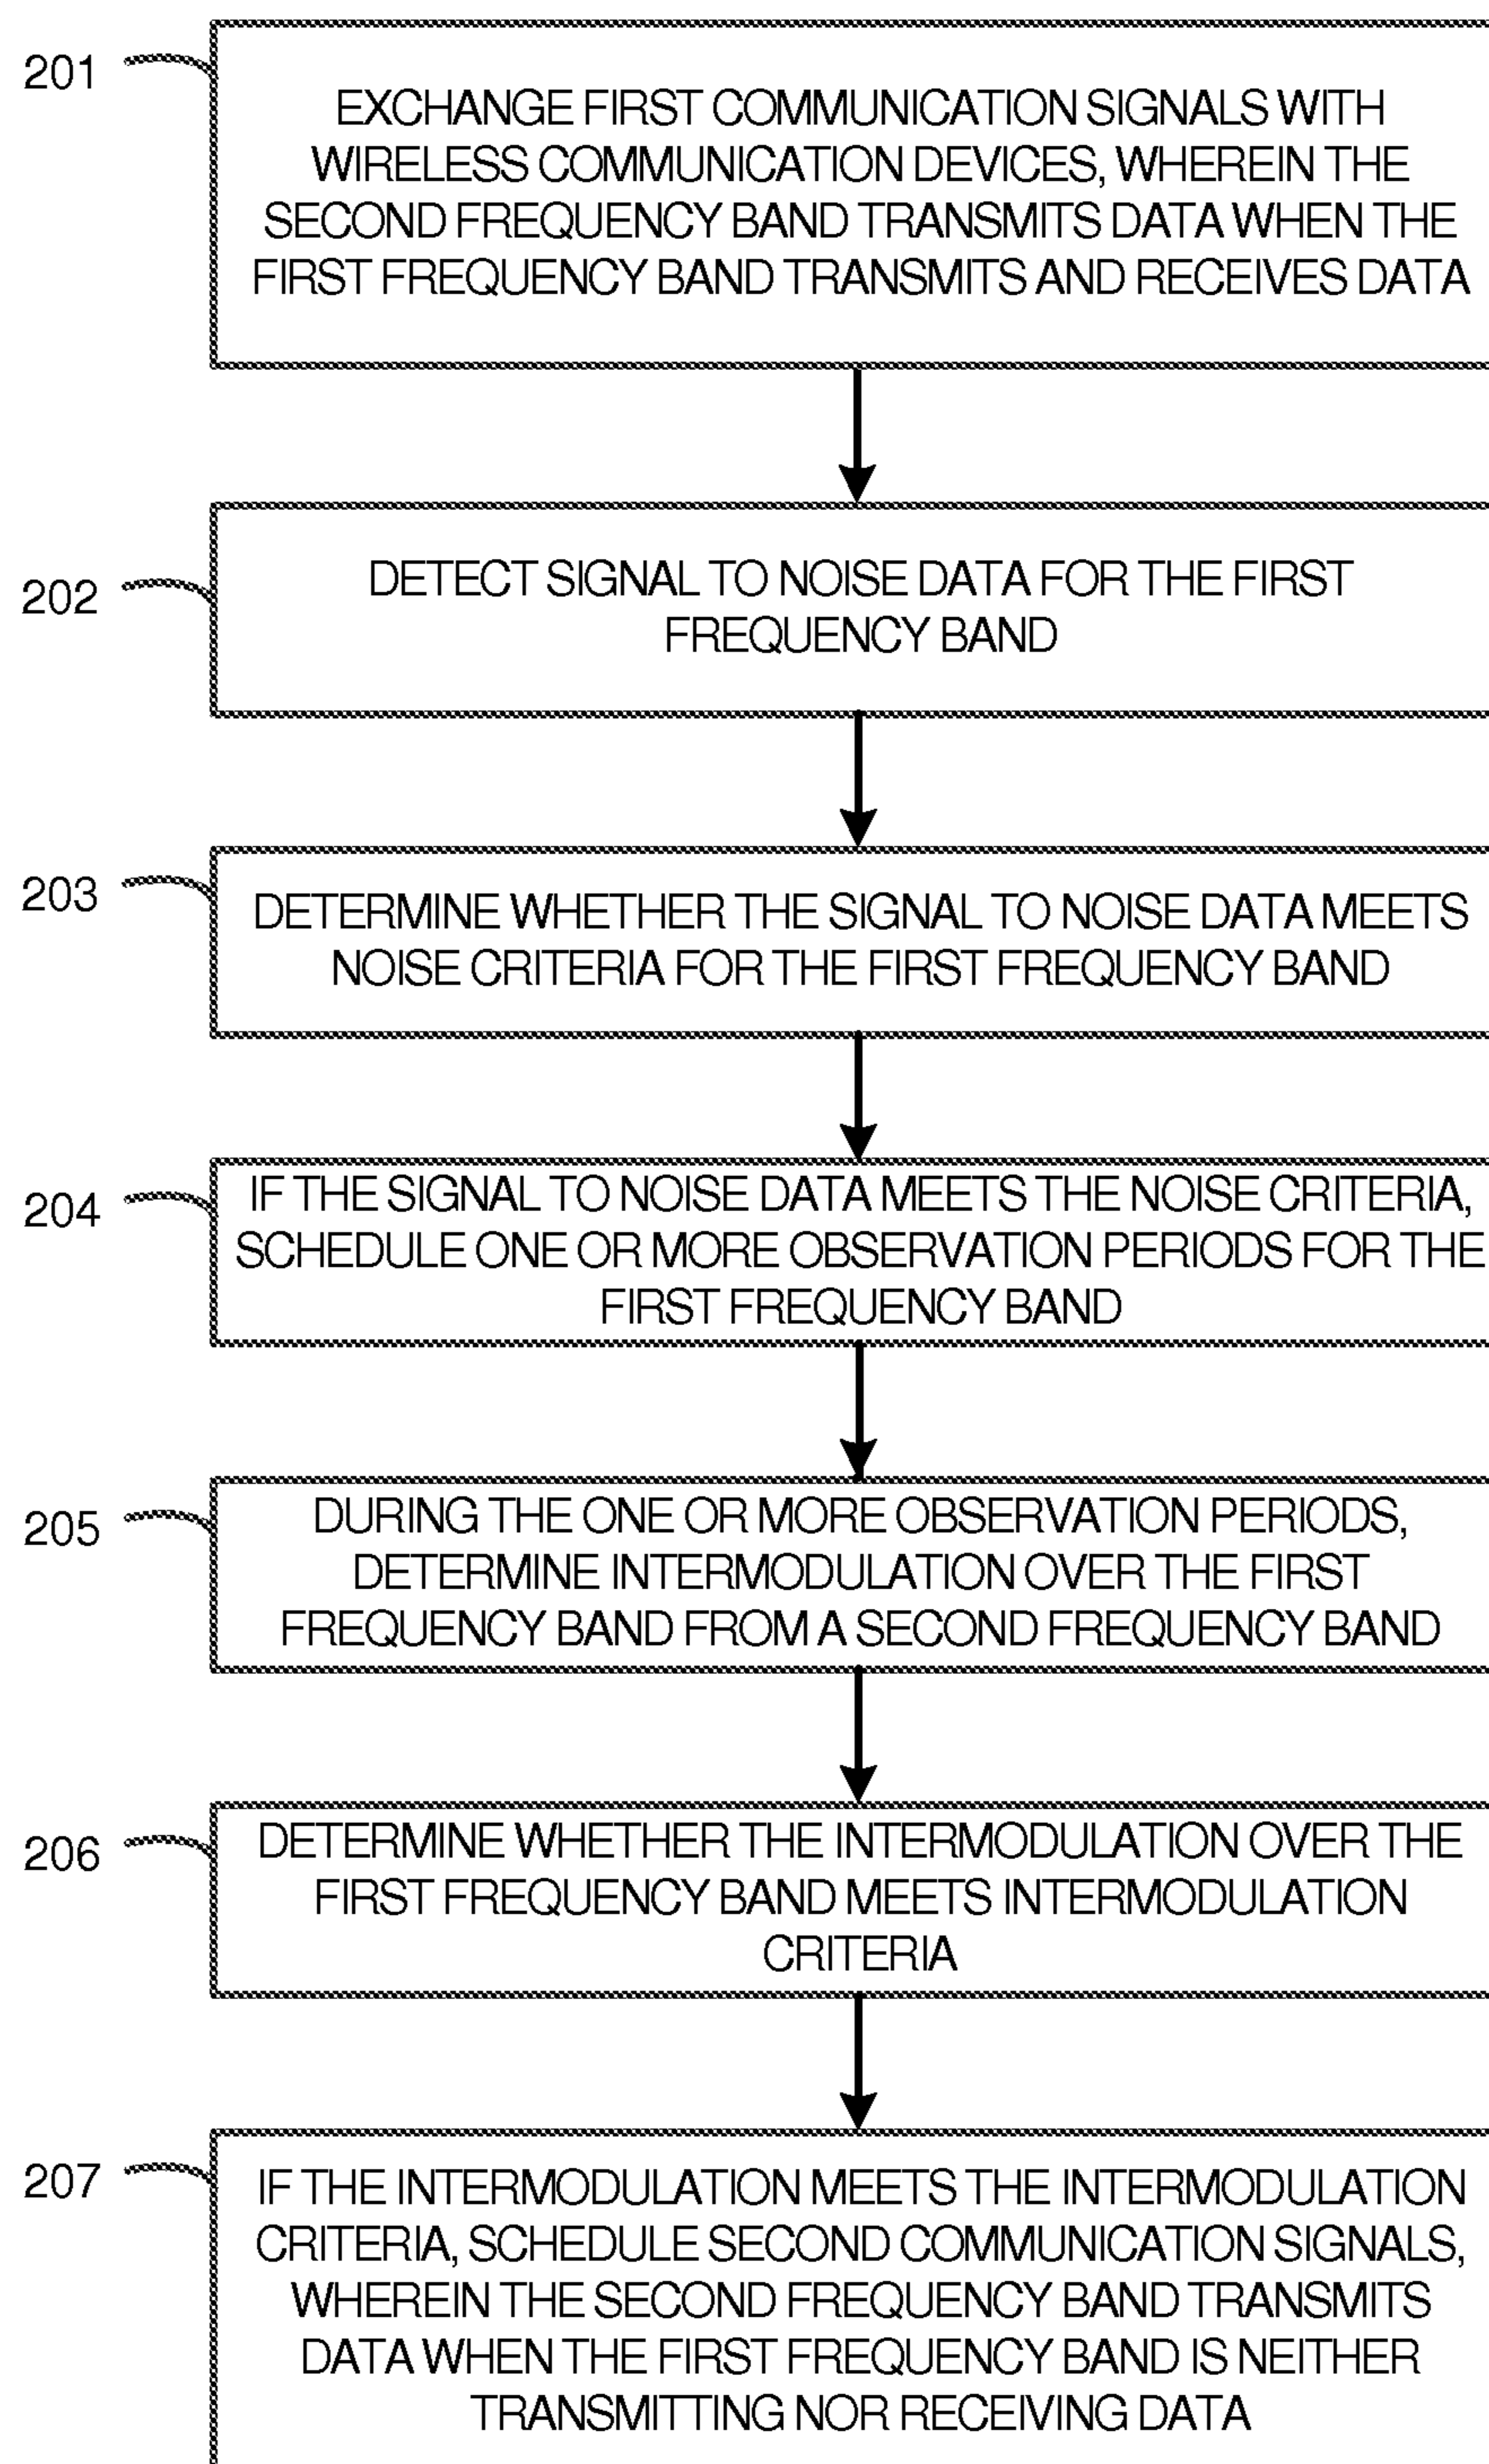 201
EXCHANGE FIRST COMMUNICATION SIGNALS WITH
WIRELESS COMMUNICATION DEVICES, WHEREIN THE
SECOND FREQUENCY BAND TRANSMITS DATA WHEN THE
FIRST FREQUENCY BAND TRANSMITS AND RECEIVES DATA
202
DETECT SIGNAL TO NOISE DATA FOR THE FIRST
FREQUENCY BAND
203
DETERMINE WHETHER THE SIGNAL TO NOISE DATA MEETS
NOISE CRITERIA FOR THE FIRST FREQUENCY BAND
204
IF THE SIGNAL TO NOISE DATA MEETS THE NOISE CRITERIA,
SCHEDULE ONE OR MORE OBSERVATION PERIODS FOR THE
FIRST FREQUENCY BAND
205
DURING THE ONE OR MORE OBSERVATION PERIODS,
DETERMINE INTERMODULATION OVER THE FIRST
FREQUENCY BAND FROM A SECOND FREQUENCY BAND
206
DETERMINE WHETHER THE INTERMODULATION OVER THE
FIRST FREQUENCY BAND MEETS INTERMODULATION
CRITERIA
207
IF THE INTERMODULATION MEETS THE INTERMODULATION
CRITERIA, SCHEDULE SECOND COMMUNICATION SIGNALS,
WHEREIN THE SECOND FREQUENCY BAND TRANSMITS
DATA WHEN THE FIRST FREQUENCY BAND IS NEITHER
TRANSMITTING NOR RECEIVING DATA